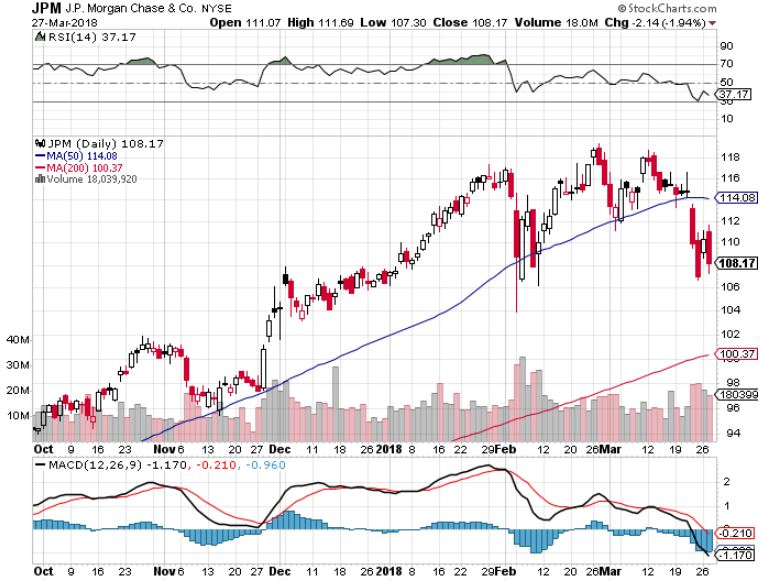 JPM J.P. Morgan Chase & Co. NYSE © StockCharts.com
27-Mar-2018 Open 111.07 High 111.69 Low 107.30 Close 108.17 Volume 18.0M Chg -2.14 (-1.94%)
RSI(14) 37.17
90
70
50
37.17
30
10
JPM (Daily) 108.17
MA(50) 114.08
MA(200) 100.37
Volume 18,039,920
118
116
114.08
112
110
108.17
106
104
102
100.37
98
180399
96
94
40M
30M
20M
10M
Oct 9 16 23 Nov 6 13 20 27 Dec 11 18 26 2018 8 16 22 Feb 12 20 26 Mar 12 19 26
MACD(12,26,9) -1.170, -0.210, -0.960
2
1
0
-0.210
-1.170
Oct 9 16 23 Nov 6 13 20 27 Dec 11 18 26 2018 8 16 22 Feb 12 20 26 Mar 12 19 26